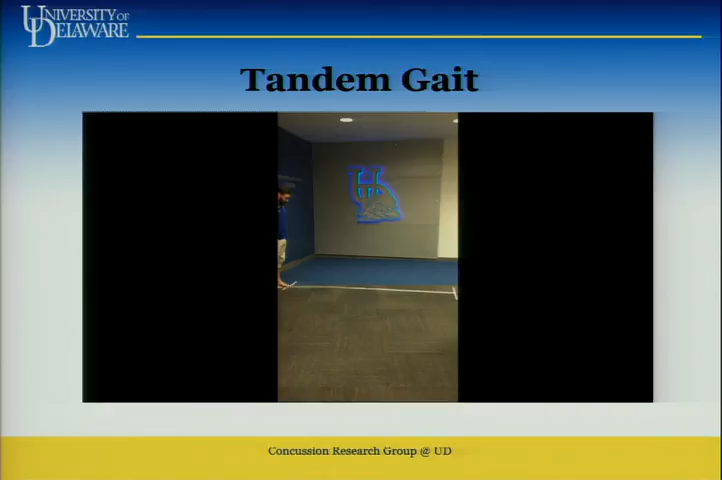 UNIVERSITY OF
DELAWARE
Tandem Gait
Concussion Research Group @ UD